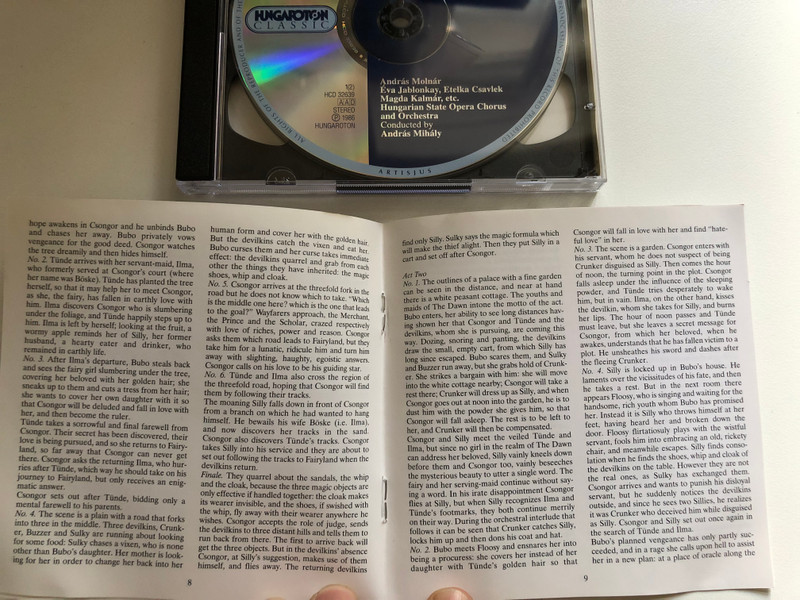 HUNGAROTON
CLASSIC
1(2)
HCD 32639
AAD
STEREO
Ⓟ 1986
HUNGAROTON
András Molnár
Éva Jablonkay, Etelka Csavlek
Magda Kalmár, etc.
Hungarian State Opera Chorus
and Orchestra
Conducted by
András Mihály
ARTISJUS
hope awakens in Csongor and he unbinds Bubo
and chases her away. Bubo privately vows
vengeance for the good deed. Csongor watches
the tree dreamily and then hides himself.
No. 2. Tünde arrives with her servant-maid, Ilma,
who formerly served at Csongor's court (where
her name was Böske). Tünde has planted the tree
herself, so that it may help her to meet Csongor,
as she, the fairy, has fallen in earthly love with
him. Ilma discovers Csongor who is slumbering
under the foliage, and Tünde happily steps up to
him. Ilma is left by herself; looking at the fruit, a
wormy apple reminds her of Silly, her former
husband, a hearty eater and drinker, who
remained in earthly life.
No. 3. After Ilma's departure, Bubo steals back
and sees the fairy girl slumbering under the tree,
covering her beloved with her golden hair; she
sneaks up to them and cuts a tress from her hair;
she wants to cover her own daughter with it so
that Csongor will be deluded and fall in love with
her, and then become the ruler.
Tünde takes a sorrowful and final farewell from
Csongor. Their secret has been discovered, their
love is being pursued, and so she returns to Fairy-
land, so far away that Csongor can never get
there. Csongor asks the returning Ilma, who hur-
ries after Tünde, which way he should take on his
journey to Fairyland, but only receives an enig-
matic answer.
Csongor sets out after Tünde, bidding only a
mental farewell to his parents.
No. 4. The scene is a plain with a road that forks
into three in the middle. Three devilkins, Crunk-
er, Buzzer and Sulky are running about looking
for some food: Sulky chases a vixen, who is none
other than Bubo's daughter. Her mother is look-
ing for her in order to change her back into her
8
human form and cover her with the golden hair.
But the devilkins catch the vixen and eat her.
Bubo curses them and her curse takes immediate
effect: the devilkins quarrel and grab from each
other the things they have inherited: the magic
shoes, whip and cloak.
No. 5. Csongor arrives at the threefold fork in the
road but he does not know which to take. "Which
is the middle one here? which is the one that leads
to the goal?" Wayfarers approach, the Merchant,
the Prince and the Scholar, crazed respectively
with love of riches, power and reason. Csongor
asks them which road leads to Fairyland, but they
take him for a lunatic, ridicule him and turn him
away with slighting, haughty, egoistic answers.
Csongor calls on his love to be his guiding star.
No. 6. Tünde and Ilma also cross the region of
the threefold road, hoping that Csongor will find
them by following their tracks.
The moaning Silly falls down in front of Csongor
from a branch on which he had wanted to hang
himself. He bewails his wife Böske (i.e. Ilma),
and now discovers her tracks in the sand.
Csongor also discovers Tünde's tracks. Csongor
takes Silly into his service and they are about to
set out following the tracks to Fairyland when the
devilkins return.
Finale. They quarrel about the sandals, the whip
and the cloak, because the three magic objects are
only effective if handled together: the cloak makes
its wearer invisible, and the shoes, if swished with
the whip, fly away with their wearer anywhere he
wishes. Csongor accepts the role of judge, sends
the devilkins to three distant hills and tells them to
run back from there. The first to arrive back will
get the three objects. But in the devilkins' absence
Csongor, at Silly's suggestion, makes use of them
himself, and flies away. The returning devilkins
find only Silly. Sulky says the magic formula which
will make the thief alight. Then they put Silly in a
cart and set off after Csongor.
Act Two
No. 1. The outlines of a palace with a fine garden
can be seen in the distance, and near at hand
there is a white peasant cottage. The youths and
maids of The Dawn intone the motto of the act.
Bubo enters, her ability to see long distances hav-
ing shown her that Csongor and Tünde and the
devilkins, whom she is pursuing, are coming this
way. Dozing, snoring and panting, the devilkins
draw the small, empty cart, from which Silly has
long since escaped. Bubo scares them, and Sulky
and Buzzer run away, but she grabs hold of Crunk-
er. She strikes a bargain with him: she will move
into the white cottage nearby; Csongor will take a
rest there; Crunker will dress up as Silly, and when
Csongor goes out at noon into the garden, he is to
dust him with the powder she gives him, so that
Csongor will fall asleep. The rest is to be left to
her, and Crunker will then be compensated.
Csongor and Silly meet the veiled Tünde and
Ilma, but since no girl in the realm of The Dawn
can address her beloved, Silly vainly kneels down
before them and Csongor too, vainly beseeches
the mysterious beauty to utter a single word. The
fairy and her serving-maid continue without say-
ing a word. In his irate disappointment Csongor
flies at Silly, but when Silly recognizes Ilma and
Tünde's footmarks, they both continue merrily
on their way. During the orchestral interlude that
follows it can be seen that Crunker catches Silly,
locks him up and then dons his coat and hat.
No. 2. Bubo meets Floosy and ensnares her into
being a procuress: she covers her instead of her
daughter with Tünde's golden hair so that
Csongor will fall in love with her and find "hate-
ful love" in her.
No. 3. The scene is a garden. Csongor enters with
his servant, whom he does not suspect of being
Crunker disguised as Silly. Then comes the hour
of noon, the turning point in the plot. Csongor
falls asleep under the influence of the sleeping
powder, and Tünde tries desperately to wake
him, but in vain. Ilma, on the other hand, kisses
the devilkin, whom she takes for Silly, and burns
her lips. The hour of noon passes and Tünde
must leave, but she leaves a secret message for
Csongor, from which her beloved, when he
awakes, understands that he has fallen victim to a
plot. He unsheathes his sword and dashes after
the fleeing Crunker.
No. 4. Silly is locked up in Bubo's house. He
laments over the vicissitudes of his fate, and then
he takes a rest. But in the next room there
appears Floosy, who is singing and waiting for the
handsome, rich youth whom Bubo has promised
her. Instead it is Silly who throws himself at her
feet, having heard her and broken down the
door. Floosy flirtatiously plays with the wistful
servant, fools him into embracing an old, rickety
chair, and meanwhile escapes. Silly finds conso-
lation when he finds the shoes, whip and cloak of
the devilkins on the table. However they are not
the real ones, as Sulky has exchanged them.
Csongor arrives and wants to punish his disloyal
servant, but he suddenly notices the devilkins
outside, and since he sees two Sillies, he realizes
it was Crunker who deceived him while disguised
as Silly. Csongor and Silly set out once again in
the search of Tünde and Ilma.
Bubo's planned vengeance has only partly suc-
ceeded, and in a rage she calls upon hell to assist
her in a new plan: at a place of oracle along the
9